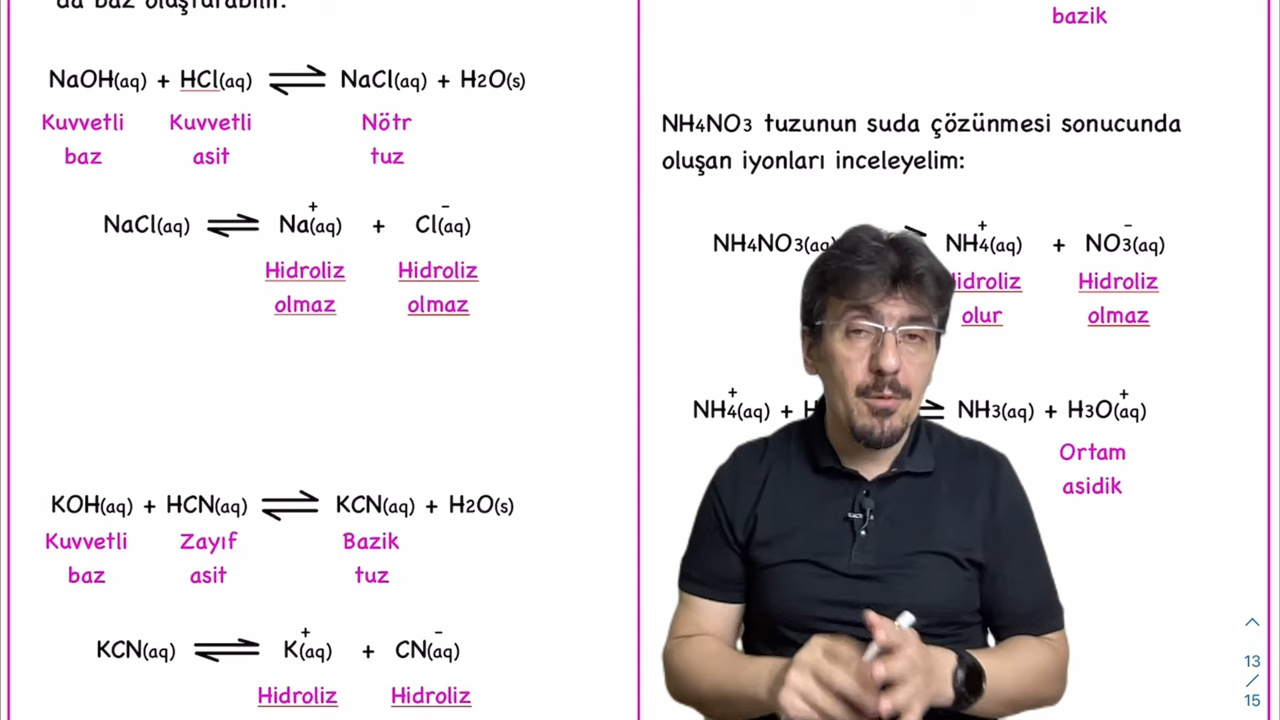 da baz oluşturabilir.
NaOH(aq) + HCl(aq) ⇌ NaCl(aq) + H2O(s)
Kuvvetli Kuvvetli Nötr
baz asit tuz
NaCl(aq) ⇌ Na+(aq) + Cl−(aq)
Hidroliz Hidroliz
olmaz olmaz
KOH(aq) + HCN(aq) ⇌ KCN(aq) + H2O(s)
Kuvvetli Zayıf Bazik
baz asit tuz
KCN(aq) ⇌ K+(aq) + CN−(aq)
Hidroliz Hidroliz
bazik
NH4NO3 tuzunun suda çözünmesi sonucunda
oluşan iyonları inceleyelim:
NH4NO3(aq) ⇌ NH4+(aq) + NO3−(aq)
Hidroliz Hidroliz
olur olmaz
NH4+(aq) + ⇌ NH3(aq) + H3O+(aq)
Ortam
asidik
13
/
15